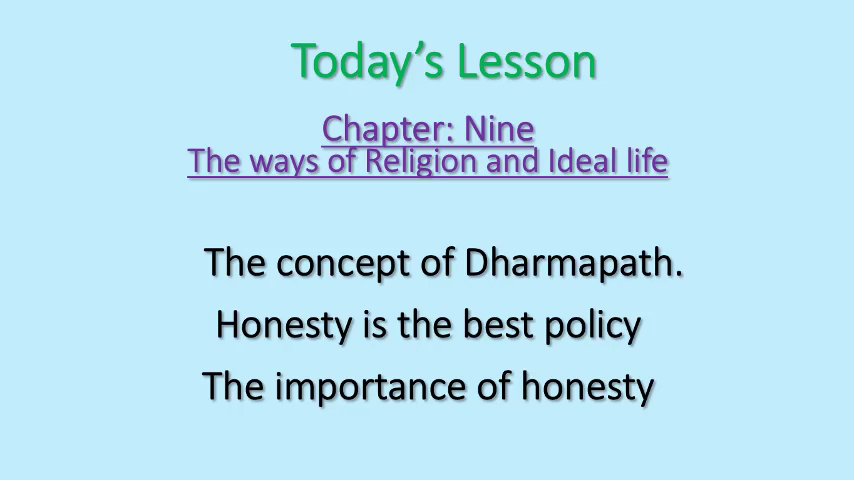 Today’s Lesson
Chapter: Nine
The ways of Religion and Ideal life
The concept of Dharmapath.
Honesty is the best policy
The importance of honesty